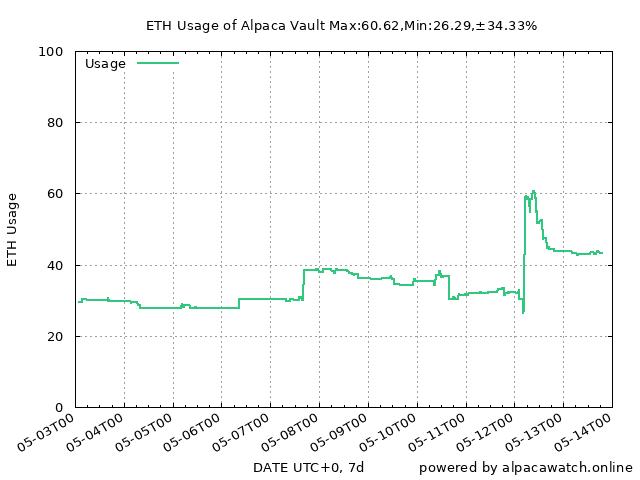 ETH Usage of Alpaca Vault Max:60.62,Min:26.29,±34.33%
Usage
100
80
60
40
20
0
ETH Usage
05-03T00
05-04T00
05-05T00
05-06T00
05-07T00
05-08T00
05-09T00
05-10T00
05-11T00
05-12T00
05-13T00
05-14T00
DATE UTC+0, 7d
powered by alpacawatch.online